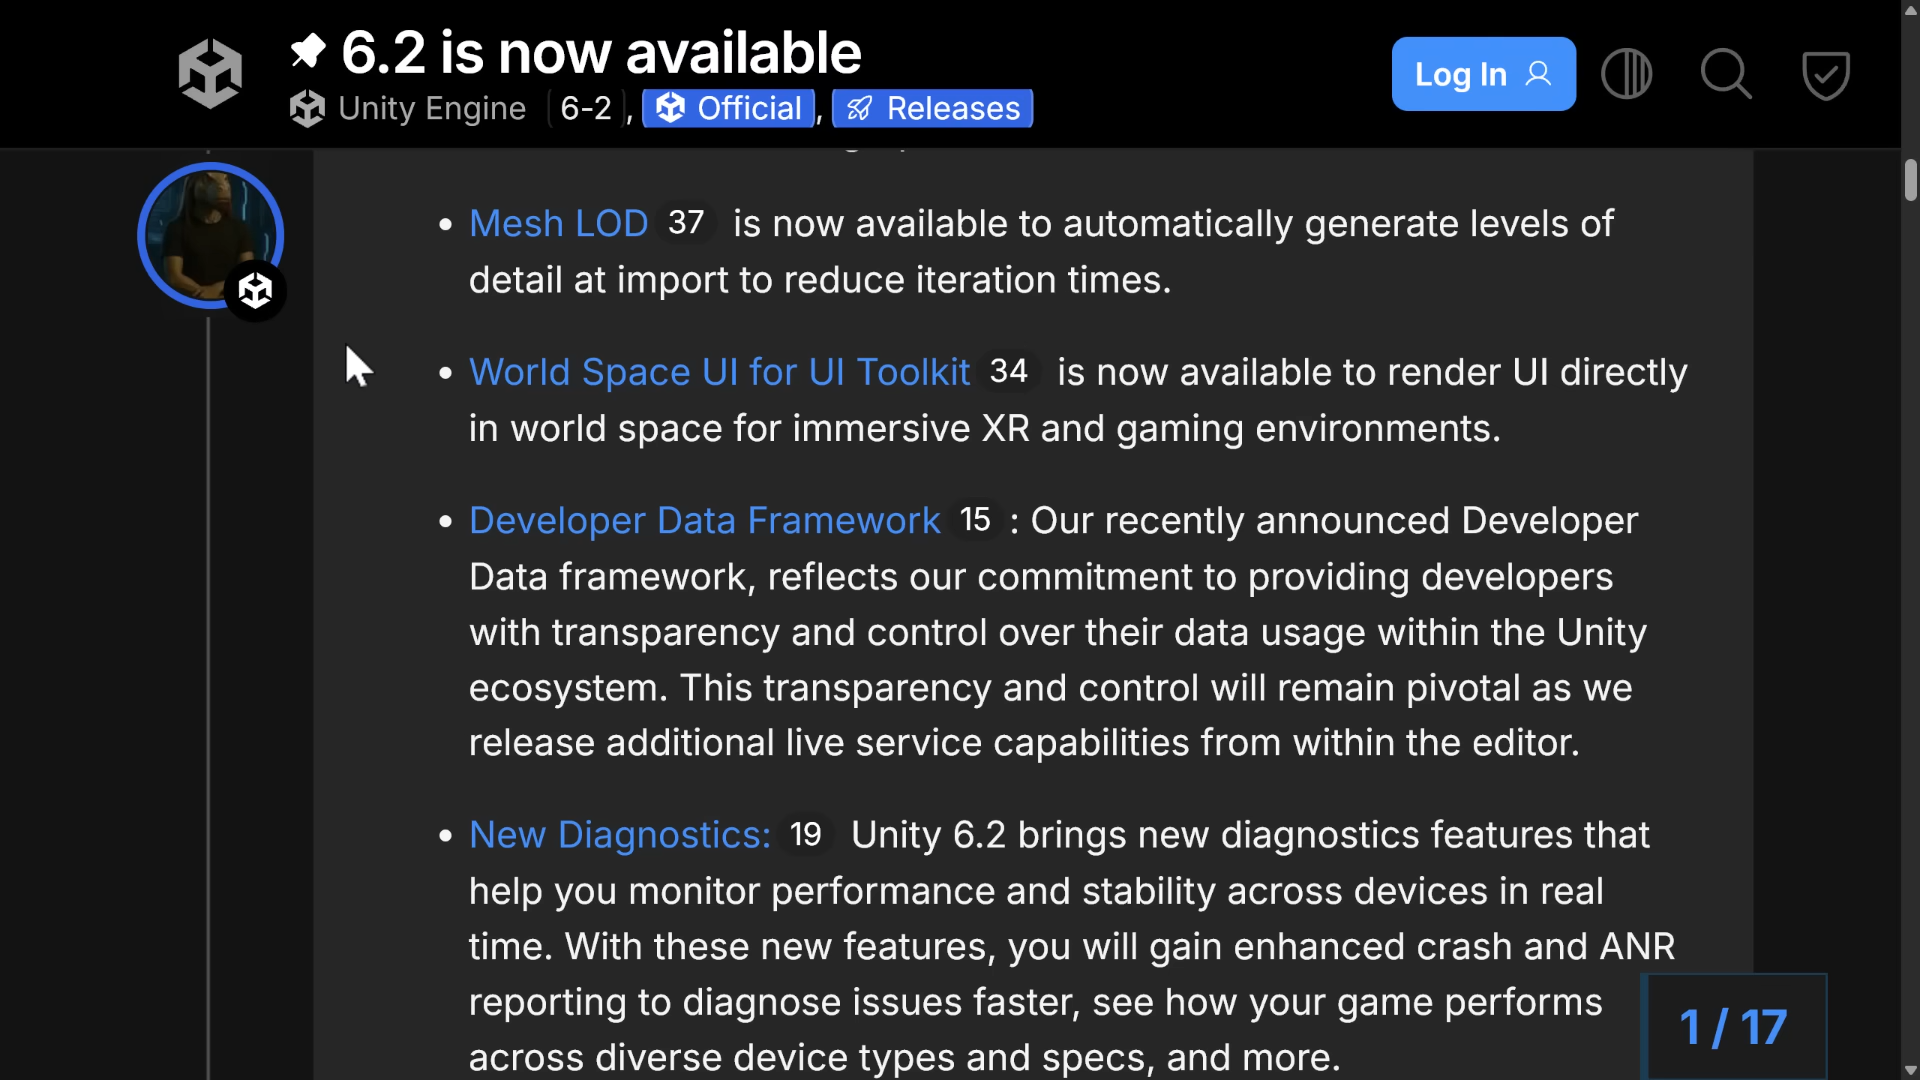 6.2 is now available
Unity Engine 6-2, Official, Releases
Log In
Mesh LOD 37 is now available to automatically generate levels of
detail at import to reduce iteration times.
World Space UI for UI Toolkit 34 is now available to render UI directly
in world space for immersive XR and gaming environments.
Developer Data Framework 15 : Our recently announced Developer
Data framework, reflects our commitment to providing developers
with transparency and control over their data usage within the Unity
ecosystem. This transparency and control will remain pivotal as we
release additional live service capabilities from within the editor.
New Diagnostics: 19 Unity 6.2 brings new diagnostics features that
help you monitor performance and stability across devices in real
time. With these new features, you will gain enhanced crash and ANR
reporting to diagnose issues faster, see how your game performs
across diverse device types and specs, and more.
1 / 17